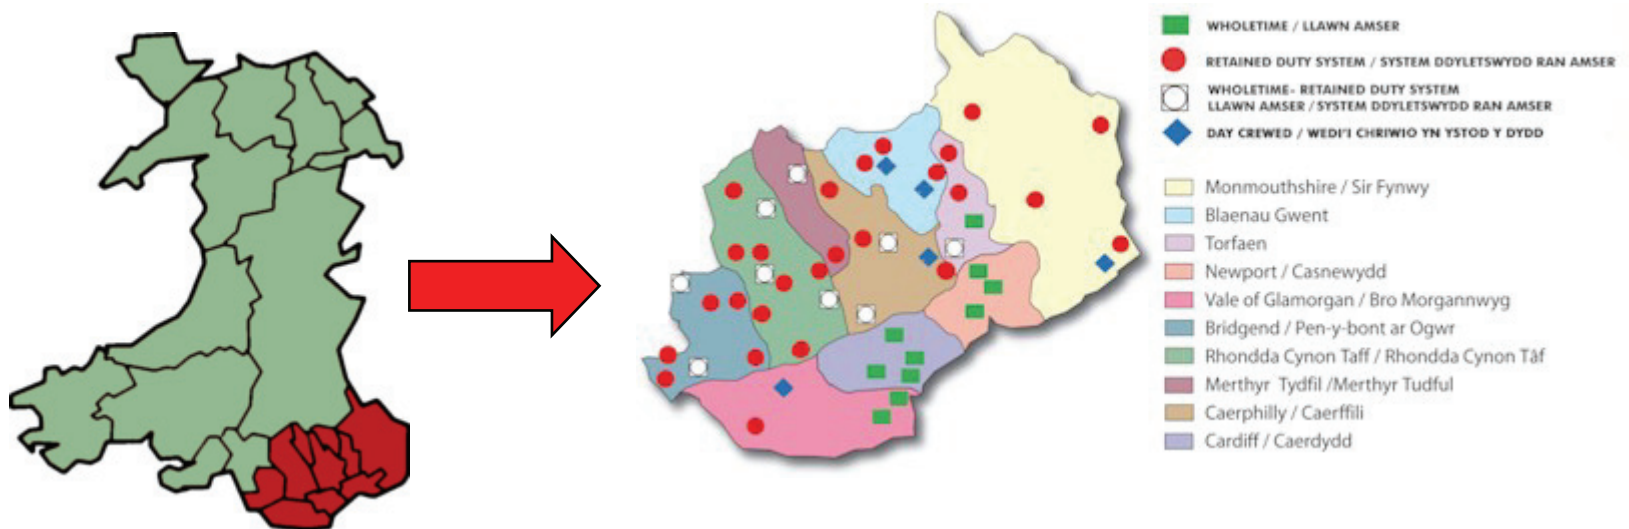 WHOLETIME / LLAWN AMSER
RETAINED DUTY SYSTEM / SYSTEM DDYLETSWYDD RAN AMSER
WHOLETIME- RETAINED DUTY SYSTEM
LLAWN AMSER / SYSTEM DDYLETSWYDD RAN AMSER
DAY CREWED / WEDI'I CHRIWIO YN YSTOD Y DYDD
Monmouthshire / Sir Fynwy
Blaenau Gwent
Torfaen
Newport / Casnewydd
Vale of Glamorgan / Bro Morgannwyg
Bridgend / Pen-y-bont ar Ogwr
Rhondda Cynon Taff / Rhondda Cynon Tâf
Merthyr Tydfil /Merthyr Tudful
Caerphilly / Caerffili
Cardiff / Caerdydd